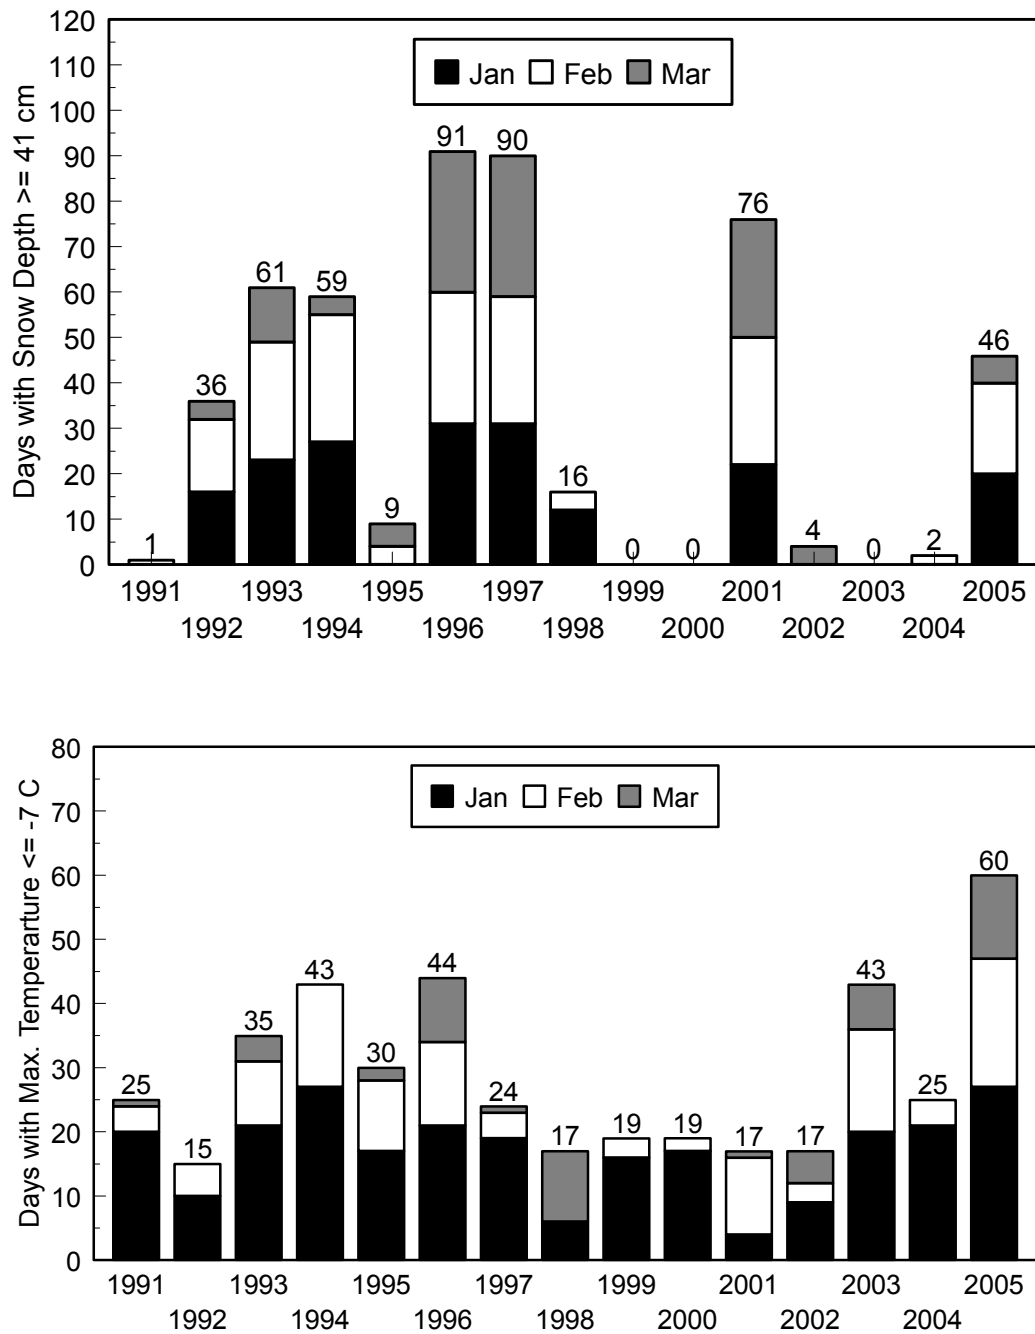 Days with Snow Depth >= 41 cm
120
110
100
90
80
70
60
50
40
30
20
10
0
Jan Feb Mar
1 36 61 59 9 91 90 16 0 0 76 4 0 2 46
1991 1993 1995 1997 1999 2001 2003 2005
1992 1994 1996 1998 2000 2002 2004
Days with Max. Temperarture <= -7 C
80
70
60
50
40
30
20
10
0
Jan Feb Mar
25 15 35 43 30 44 24 17 19 19 17 17 43 25 60
1991 1993 1995 1997 1999 2001 2003 2005
1992 1994 1996 1998 2000 2002 2004